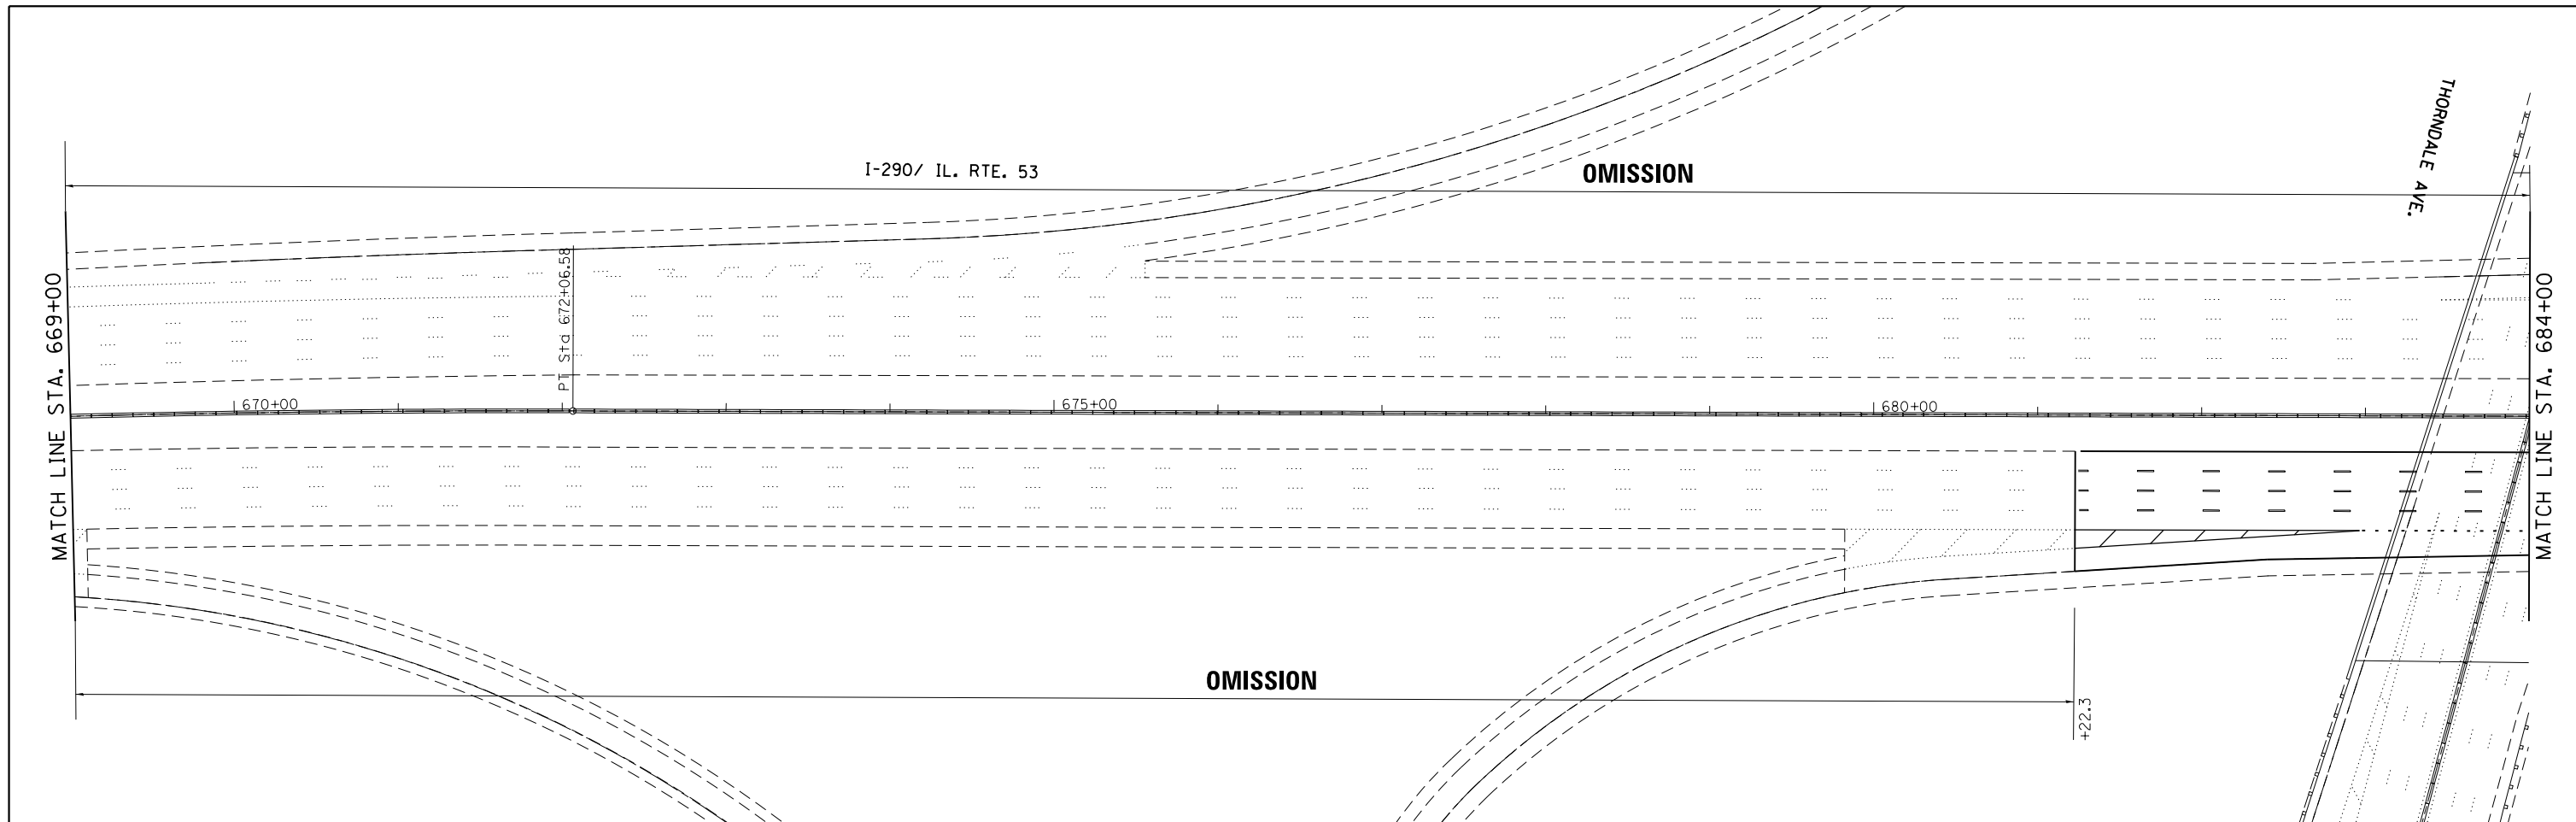 I-290/ IL. RTE. 53
OMISSION
THORNDALE AVE.
MATCH LINE STA. 669+00
PT Sta 672+06.58
670+00
675+00
680+00
MATCH LINE STA. 684+00
OMISSION
+22.3